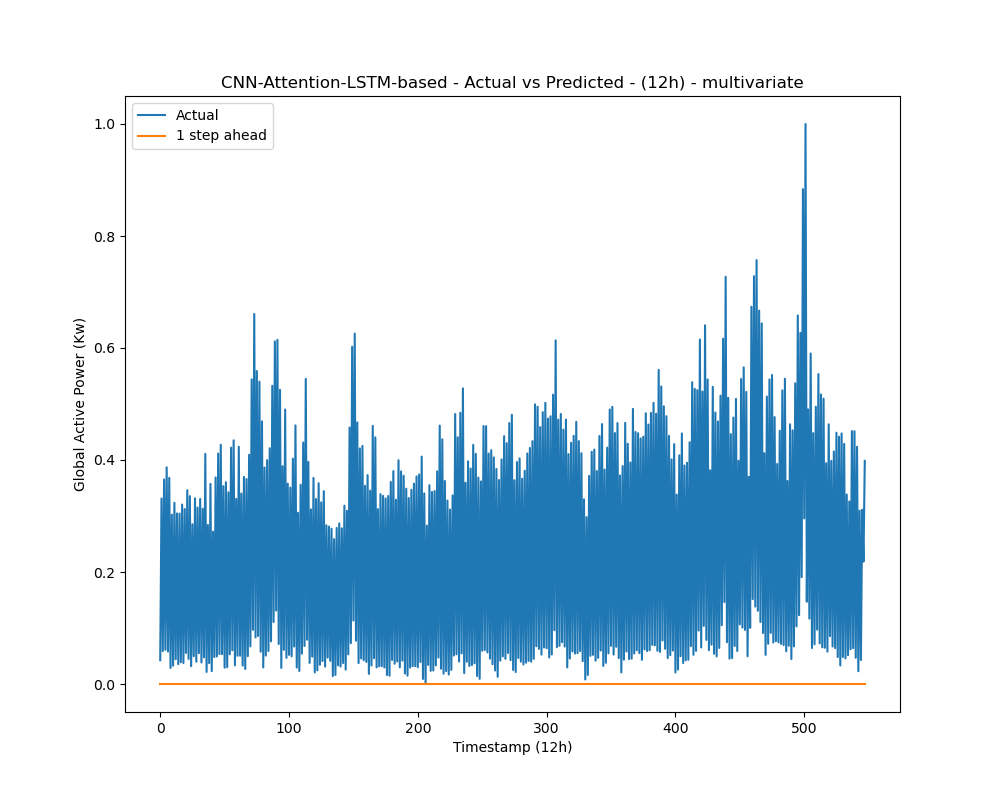 CNN-Attention-LSTM-based - Actual vs Predicted - (12h) - multivariate
Actual
1 step ahead
1.0
0.8
0.6
0.4
0.2
0.0
Global Active Power (Kw)
0 100 200 300 400 500
Timestamp (12h)